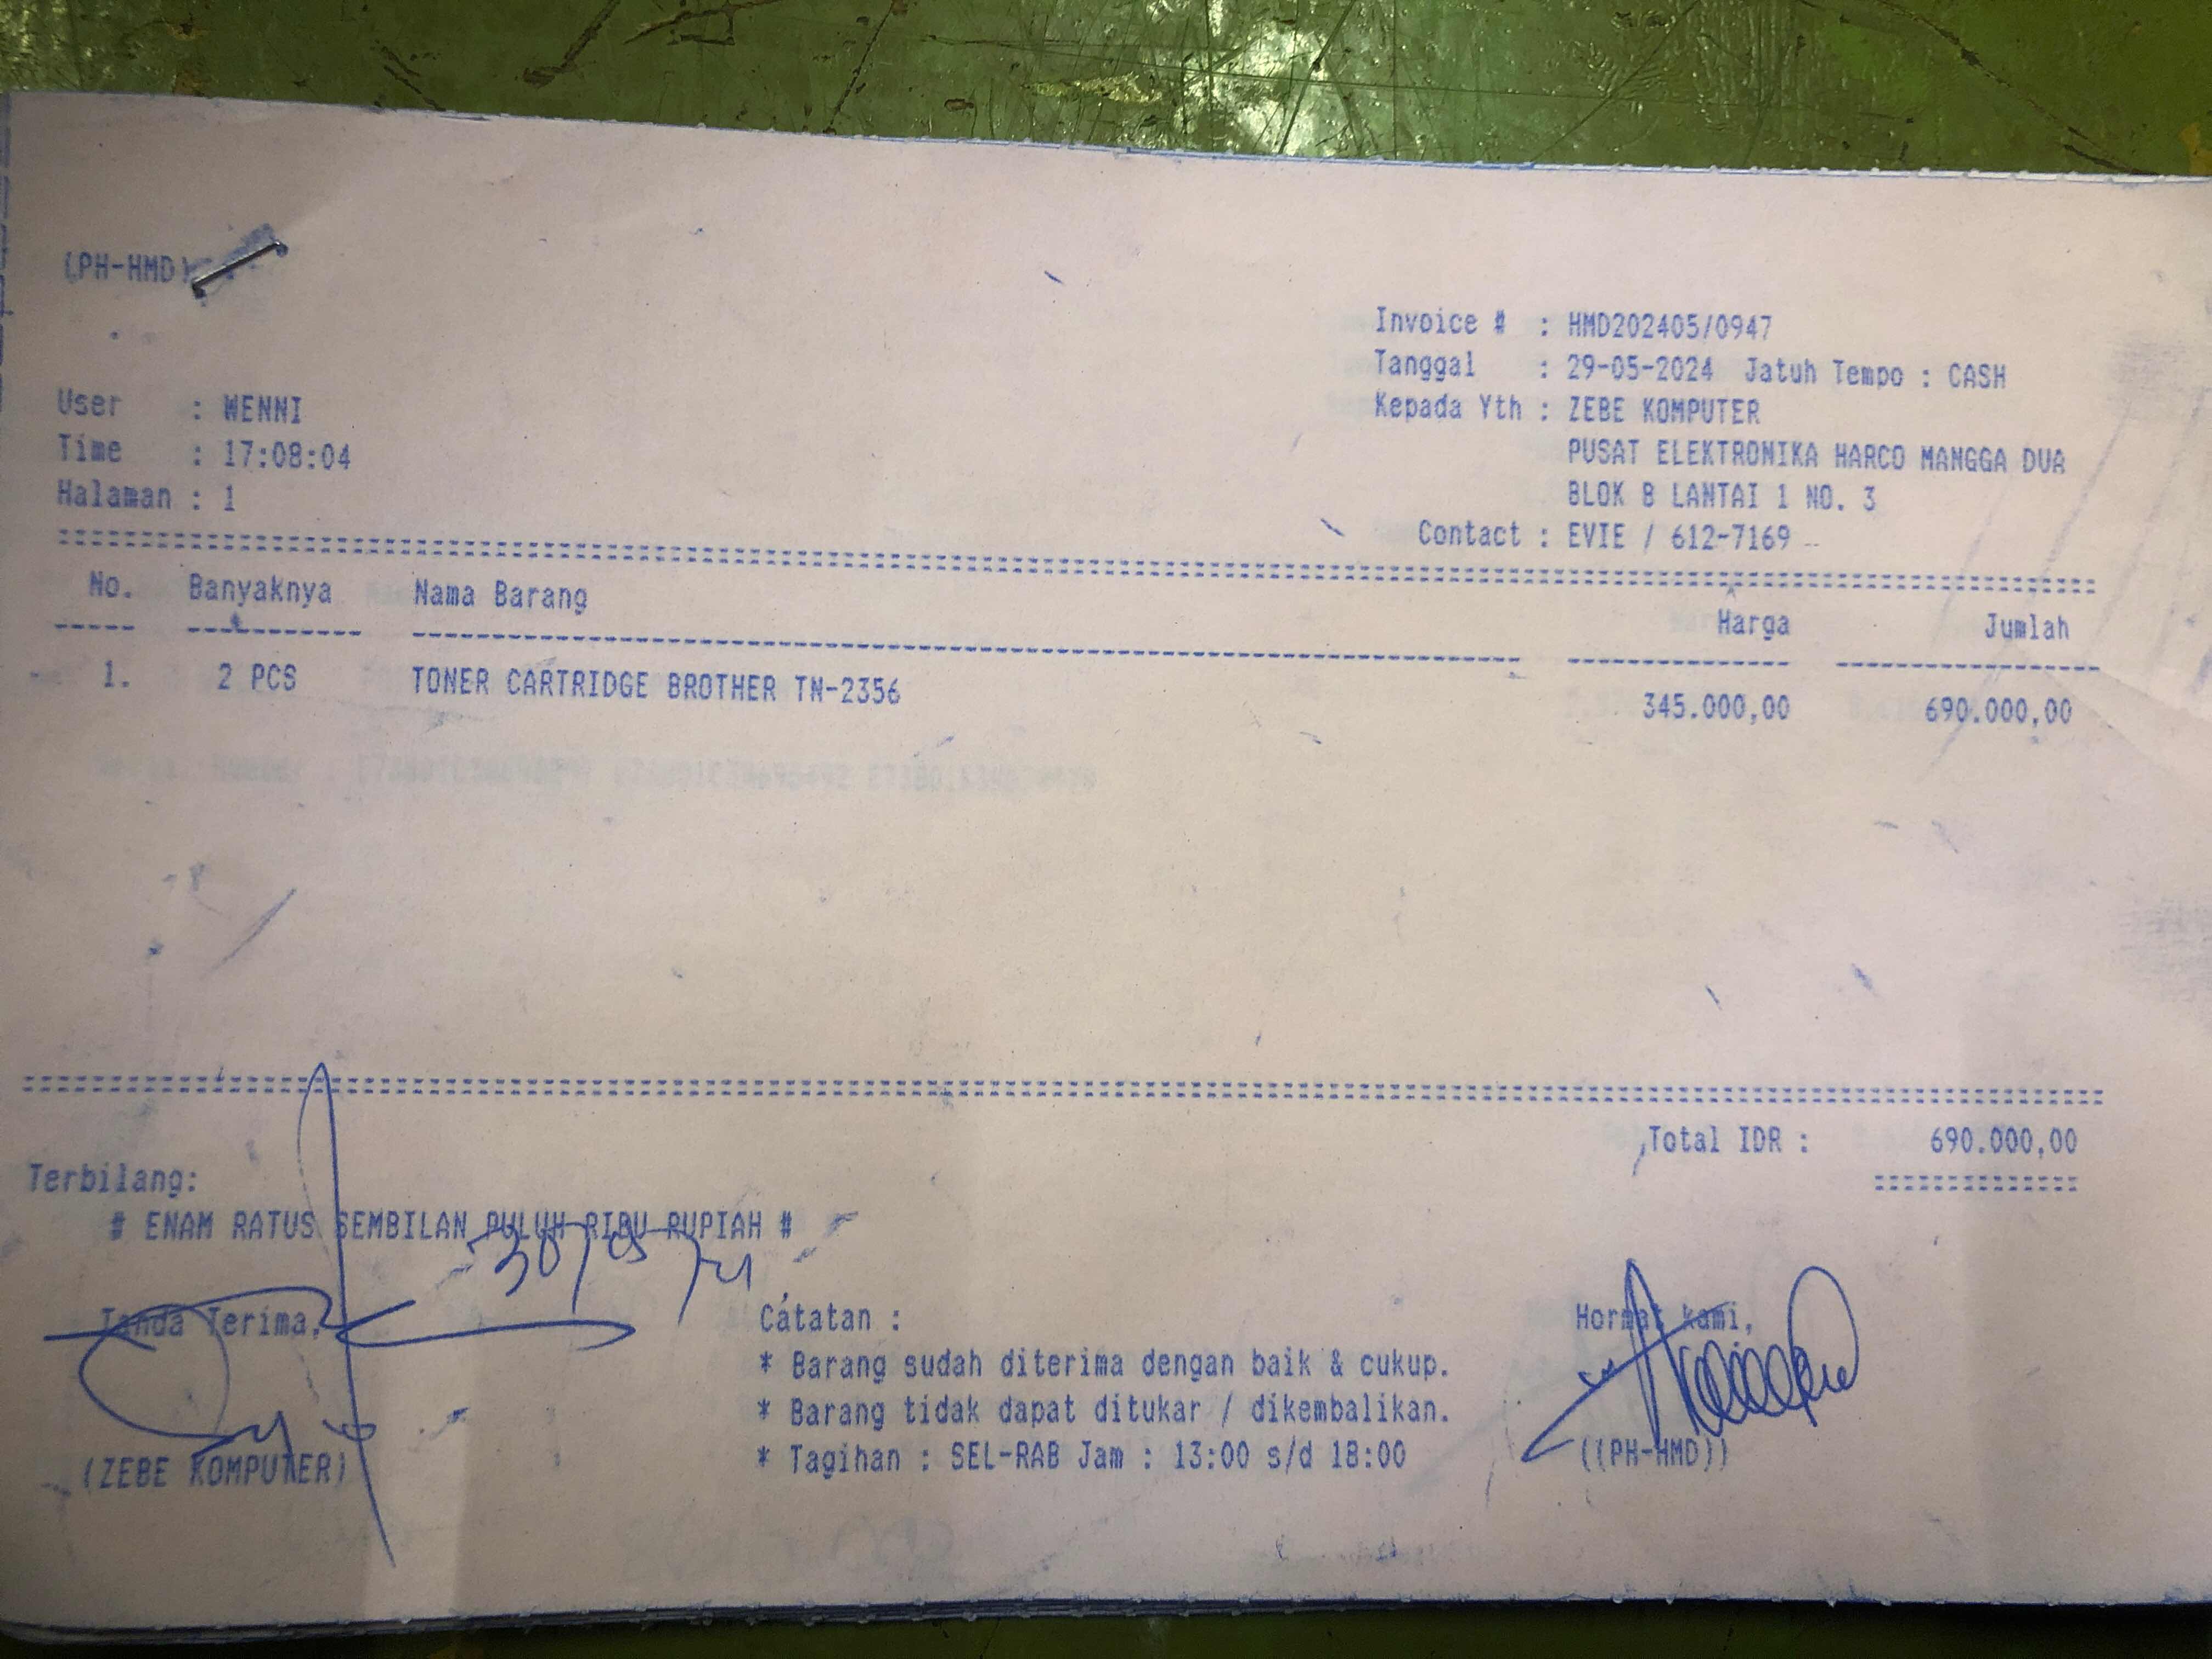 (PH-HMD)
Invoice # : HMD202405/0947
Tanggal : 29-05-2024 Jatuh Tempo : CASH
User : WENNI
Kepada Yth : ZEBE KOMPUTER
Time : 17:08:04
PUSAT ELEKTRONIKA HARCO MANGGA DUA
Halaman : 1
BLOK B LANTAI 1 NO. 3
Contact : EVIE / 612-7169
No. Banyaknya Nama Barang Harga Jumlah
1. 2 PCS TONER CARTRIDGE BROTHER TN-2356 345.000,00 690.000,00
Total IDR : 690.000,00
Terbilang:
# ENAM RATUS SEMBILAN PULUH RIBU RUPIAH #
30/05/24
Tanda Terima, Catatan : Hormat Kami,
* Barang sudah diterima dengan baik & cukup.
* Barang tidak dapat ditukar / dikembalikan.
* Tagihan : SEL-RAB Jam : 13:00 s/d 18:00
(ZEBE KOMPUTER) ((PH-HMD))